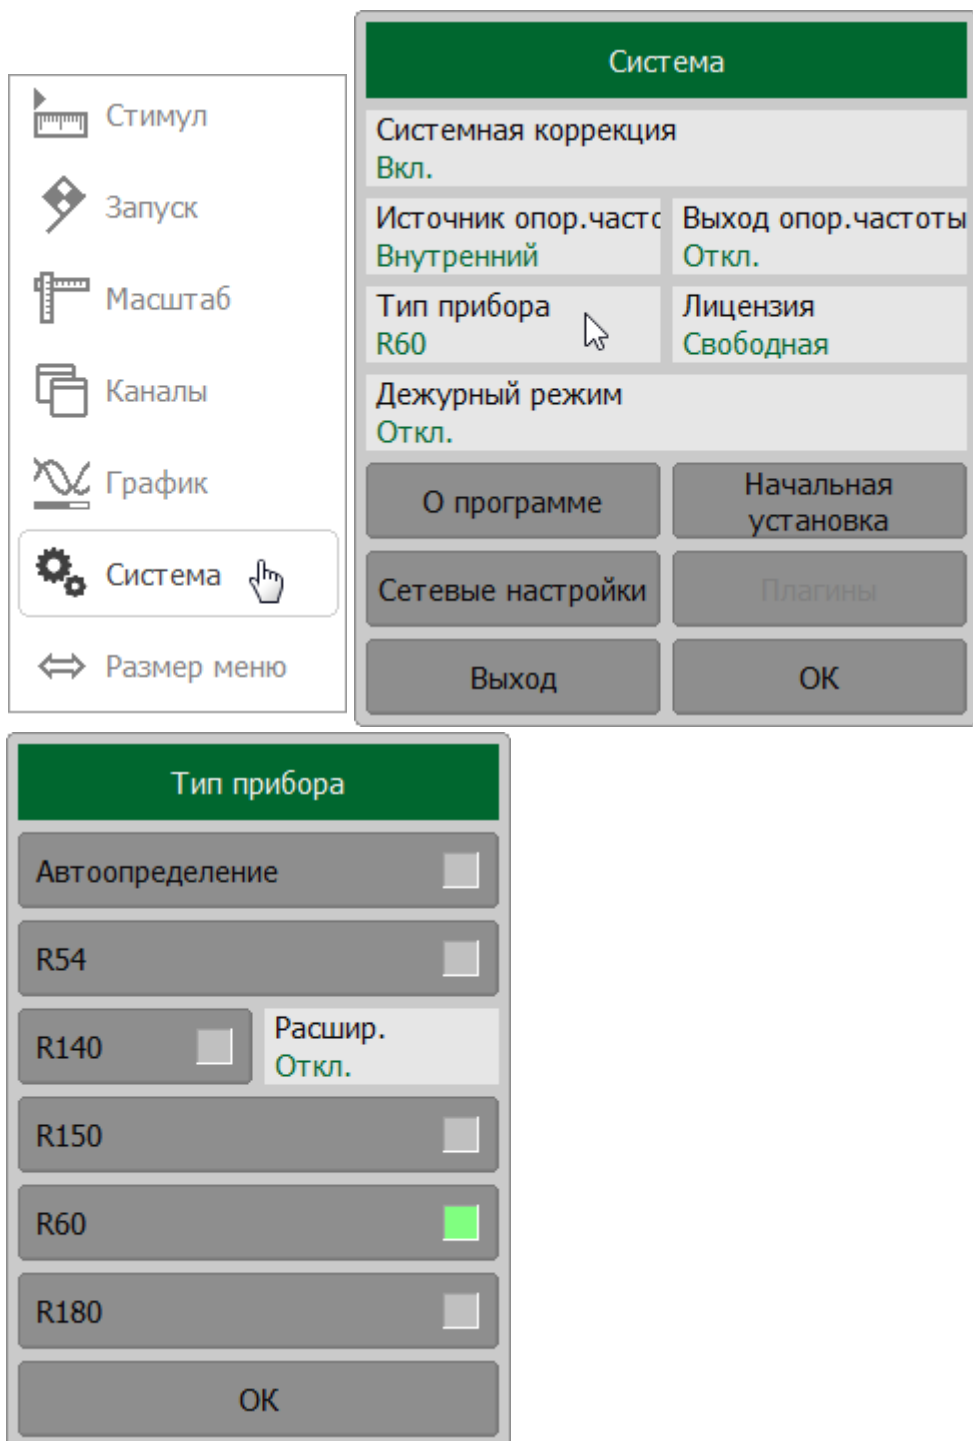 Стимул
Запуск
Масштаб
Каналы
График
Система
Размер меню
Система
Системная коррекция
Вкл.
Источник опор.часто
Внутренний
Выход опор.частоты
Откл.
Тип прибора
R60
Лицензия
Свободная
Дежурный режим
Откл.
О программе
Начальная
установка
Сетевые настройки
Плагины
Выход
ОК
Тип прибора
Автоопределение
R54
R140
Расшир.
Откл.
R150
R60
R180
ОК